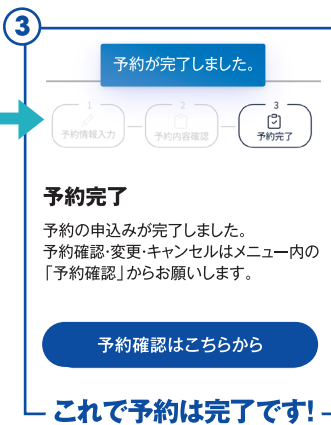 3
予約が完了しました。
1 2 3
予約情報入力 予約内容確認 予約完了
予約完了
予約の申込みが完了しました。
予約確認・変更・キャンセルはメニュー内の
「予約確認」からお願いします。
予約確認はこちらから
これで予約は完了です!